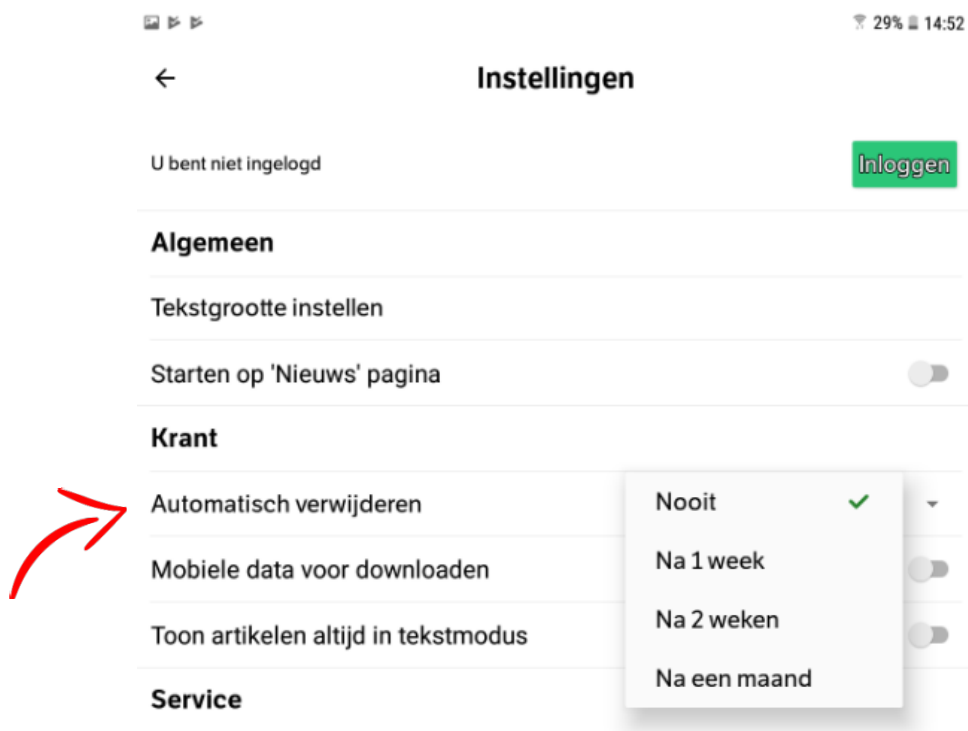 29% 14:52
Instellingen
U bent niet ingelogd
Inloggen
Algemeen
Tekstgrootte instellen
Starten op 'Nieuws' pagina
Krant
Automatisch verwijderen
Nooit
Na 1 week
Mobiele data voor downloaden
Na 2 weken
Toon artikelen altijd in tekstmodus
Na een maand
Service